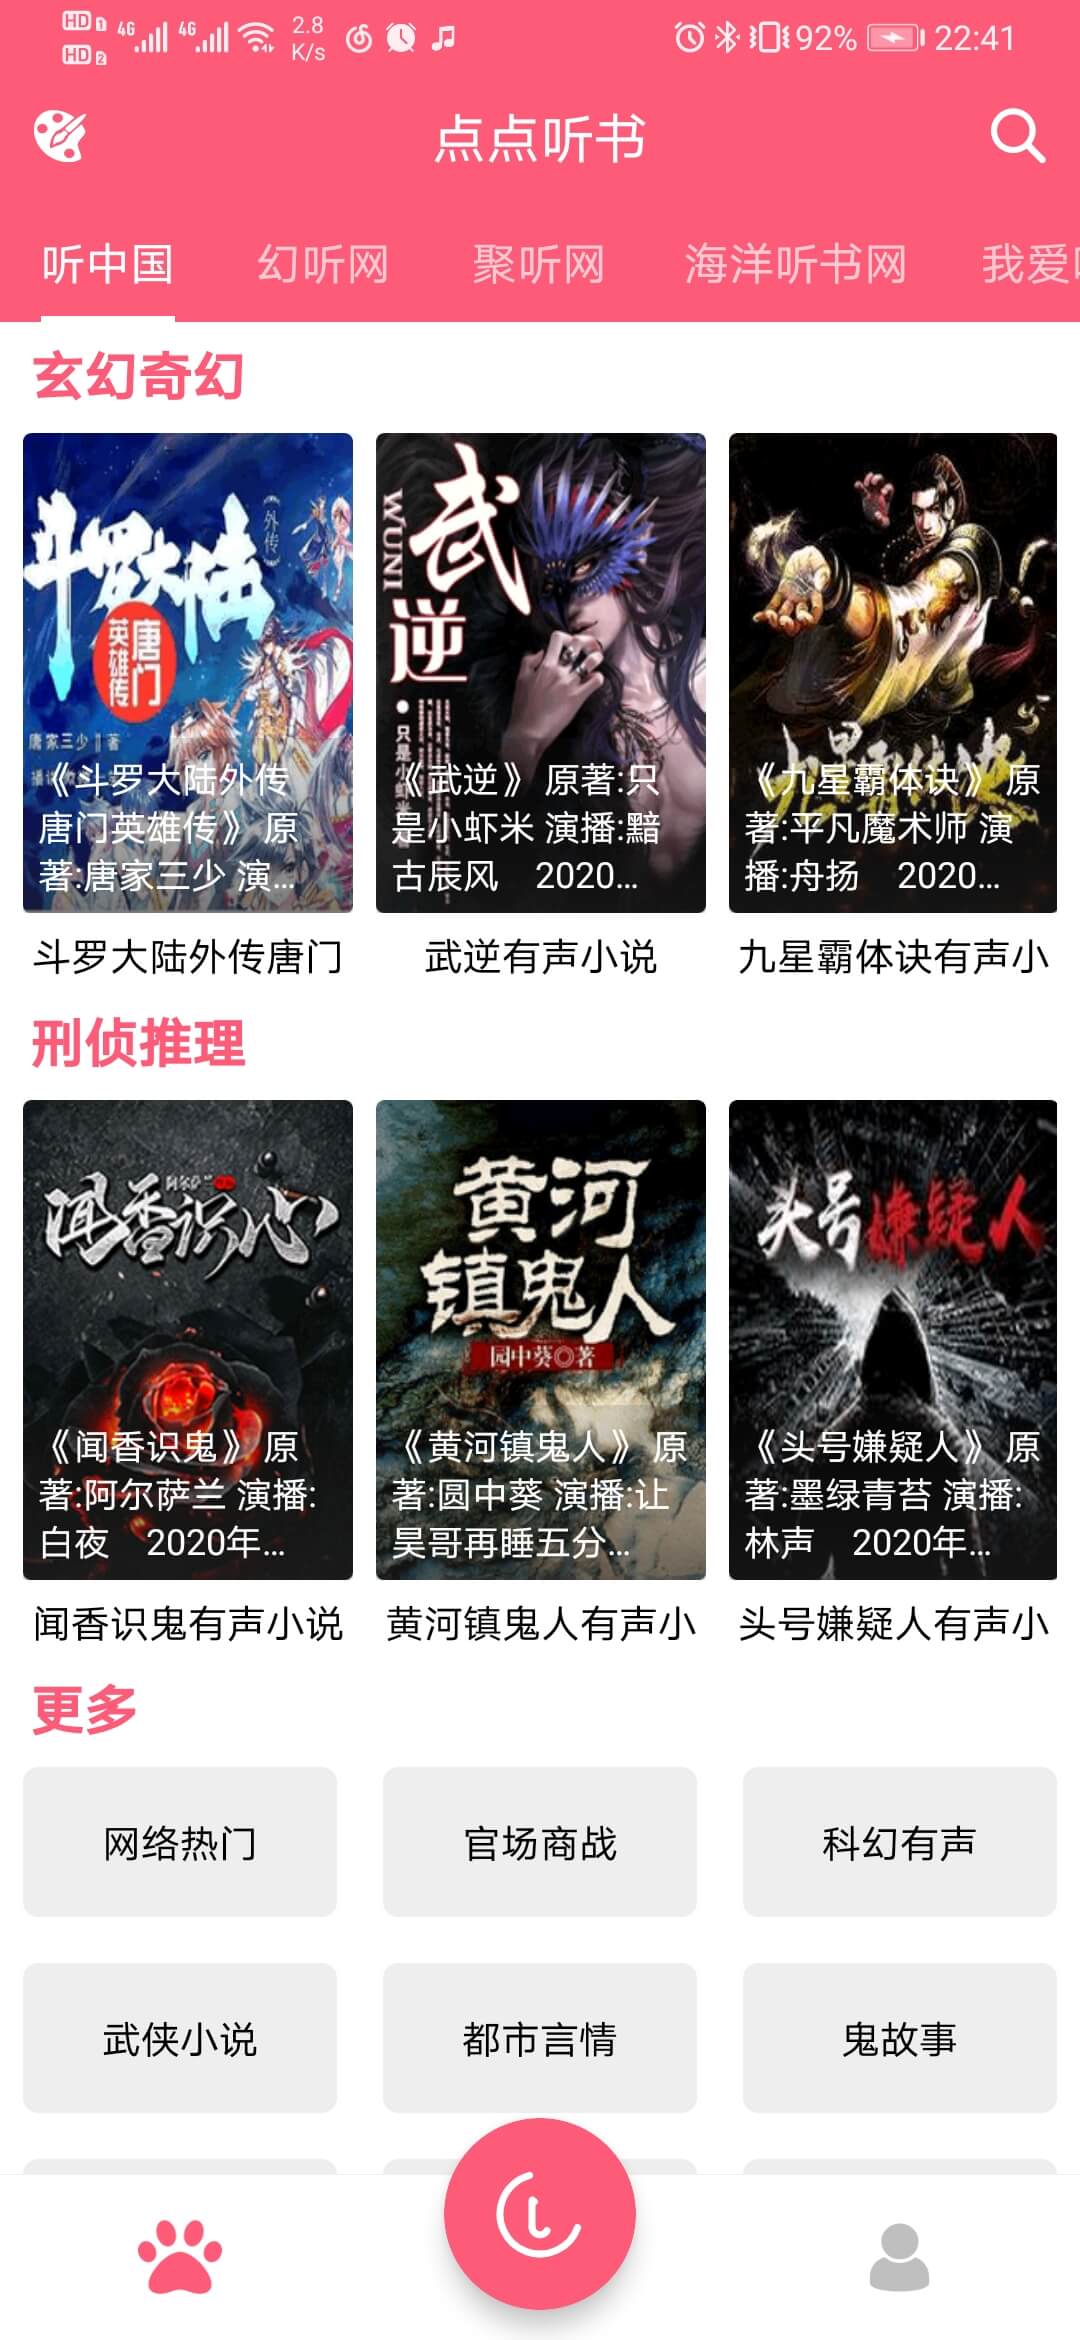 HD 1 4G 4G 2.8 K/s 92% 22:41
HD 2
点点听书
听中国 幻听网 聚听网 海洋听书网 我爱
玄幻奇幻
斗罗大陆
外传
唐门
英雄传
唐家三少 著
《斗罗大陆外传
唐门英雄传》 原
著:唐家三少 演...
武逆
WUNI
只是小虾米
《武逆》 原著:只
是小虾米 演播:黯
古辰风 2020...
九星霸体诀
《九星霸体诀》 原
著:平凡魔术师 演
播:舟扬 2020...
斗罗大陆外传唐门
武逆有声小说
九星霸体诀有声小
刑侦推理
闻香识心
《闻香识鬼》 原
著:阿尔萨兰 演播:
白夜 2020年...
黄河
镇鬼人
园中葵◎著
《黄河镇鬼人》 原
著:圆中葵 演播:让
昊哥再睡五分...
头号嫌疑人
《头号嫌疑人》 原
著:墨绿青苔 演播:
林声 2020年...
闻香识鬼有声小说
黄河镇鬼人有声小
头号嫌疑人有声小
更多
网络热门 官场商战 科幻有声
武侠小说 都市言情 鬼故事